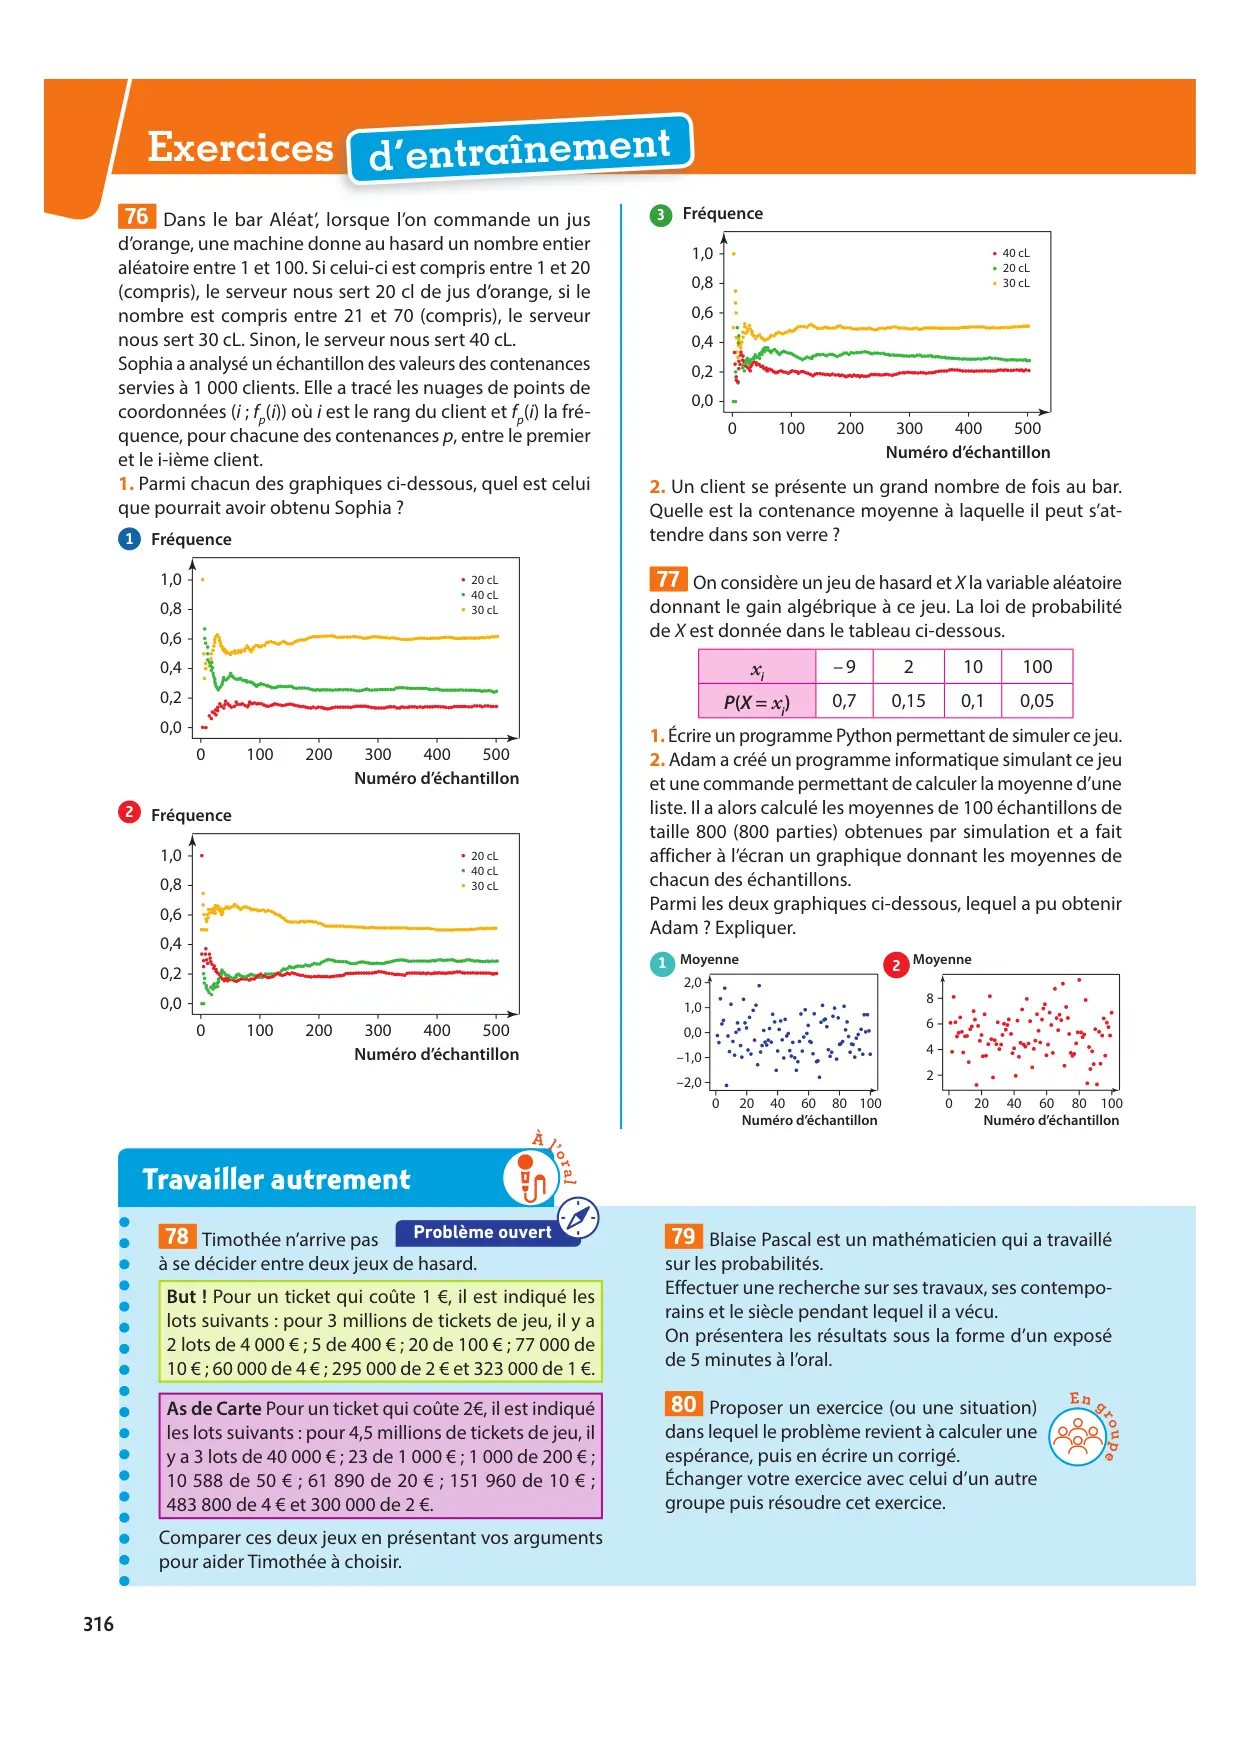 Exercices d'entraînement
76 Dans le bar Aléat', lorsque l'on commande un jus
d'orange, une machine donne au hasard un nombre entier
aléatoire entre 1 et 100. Si celui-ci est compris entre 1 et 20
(compris), le serveur nous sert 20 cl de jus d'orange, si le
nombre est compris entre 21 et 70 (compris), le serveur
nous sert 30 cL. Sinon, le serveur nous sert 40 cL.
Sophia a analysé un échantillon des valeurs des contenances
servies à 1 000 clients. Elle a tracé les nuages de points de
coordonnées (i ; fp(i)) où i est le rang du client et fp(i) la fré-
quence, pour chacune des contenances p, entre le premier
et le i-ième client.
1. Parmi chacun des graphiques ci-dessous, quel est celui
que pourrait avoir obtenu Sophia ?
1 Fréquence
1,0
0,8
0,6
0,4
0,2
0,0
20 cL
40 cL
30 cL
0 100 200 300 400 500
Numéro d'échantillon
2 Fréquence
1,0
0,8
0,6
0,4
0,2
0,0
20 cL
40 cL
30 cL
0 100 200 300 400 500
Numéro d'échantillon
3 Fréquence
1,0
0,8
0,6
0,4
0,2
0,0
40 cL
20 cL
30 cL
0 100 200 300 400 500
Numéro d'échantillon
2. Un client se présente un grand nombre de fois au bar.
Quelle est la contenance moyenne à laquelle il peut s'at-
tendre dans son verre ?
77 On considère un jeu de hasard et X la variable aléatoire
donnant le gain algébrique à ce jeu. La loi de probabilité
de X est donnée dans le tableau ci-dessous.
xi – 9 2 10 100
P(X = xi) 0,7 0,15 0,1 0,05
1. Écrire un programme Python permettant de simuler ce jeu.
2. Adam a créé un programme informatique simulant ce jeu
et une commande permettant de calculer la moyenne d'une
liste. Il a alors calculé les moyennes de 100 échantillons de
taille 800 (800 parties) obtenues par simulation et a fait
afficher à l'écran un graphique donnant les moyennes de
chacun des échantillons.
Parmi les deux graphiques ci-dessous, lequel a pu obtenir
Adam ? Expliquer.
1 Moyenne
2,0
1,0
0,0
–1,0
–2,0
0 20 40 60 80 100
Numéro d'échantillon
2 Moyenne
8
6
4
2
0 20 40 60 80 100
Numéro d'échantillon
Travailler autrement
À l'oral
78 Timothée n'arrive pas
Problème ouvert
à se décider entre deux jeux de hasard.
But ! Pour un ticket qui coûte 1 €, il est indiqué les
lots suivants : pour 3 millions de tickets de jeu, il y a
2 lots de 4 000 € ; 5 de 400 € ; 20 de 100 € ; 77 000 de
10 € ; 60 000 de 4 € ; 295 000 de 2 € et 323 000 de 1 €.
As de Carte Pour un ticket qui coûte 2€, il est indiqué
les lots suivants : pour 4,5 millions de tickets de jeu, il
y a 3 lots de 40 000 € ; 23 de 1 000 € ; 1 000 de 200 € ;
10 588 de 50 € ; 61 890 de 20 € ; 151 960 de 10 € ;
483 800 de 4 € et 300 000 de 2 €.
Comparer ces deux jeux en présentant vos arguments
pour aider Timothée à choisir.
79 Blaise Pascal est un mathématicien qui a travaillé
sur les probabilités.
Effectuer une recherche sur ses travaux, ses contempo-
rains et le siècle pendant lequel il a vécu.
On présentera les résultats sous la forme d'un exposé
de 5 minutes à l'oral.
80 Proposer un exercice (ou une situation)
dans lequel le problème revient à calculer une
espérance, puis en écrire un corrigé.
Échanger votre exercice avec celui d'un autre
groupe puis résoudre cet exercice.
En groupe
316